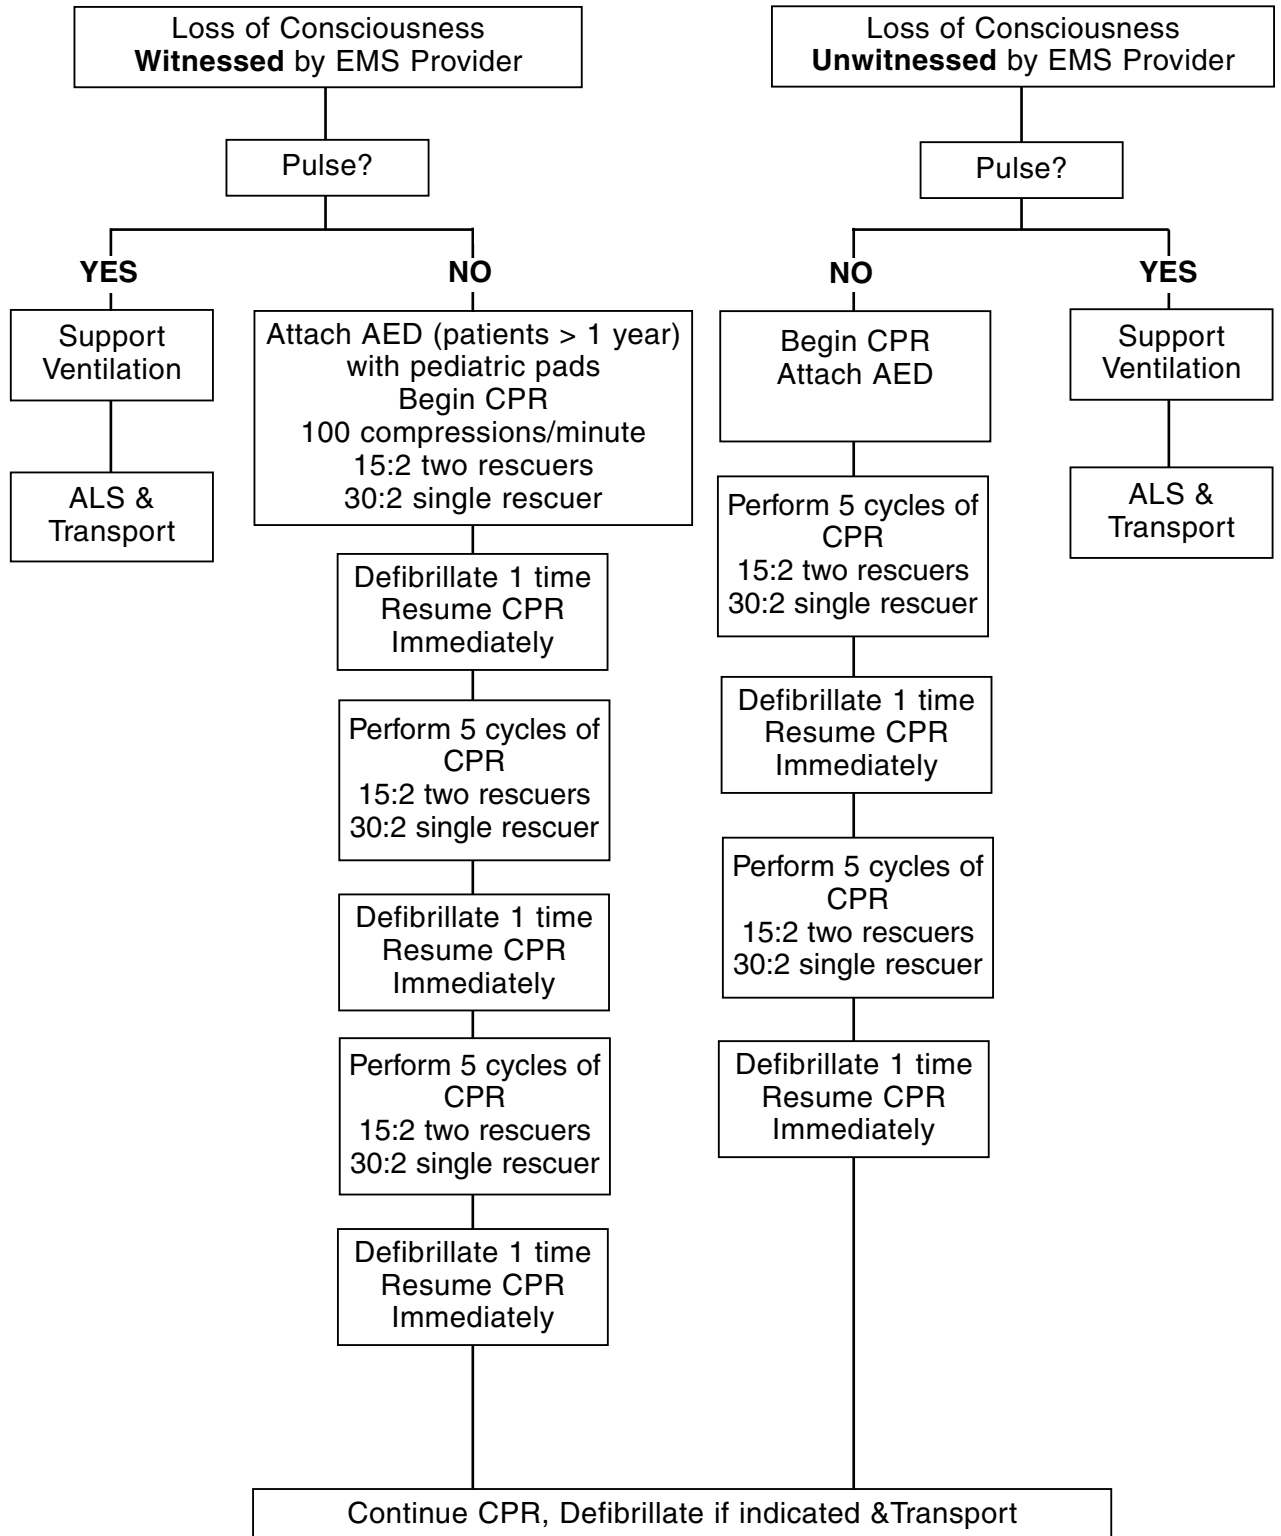 Loss of Consciousness
Witnessed by EMS Provider
Pulse?
YES
Support
Ventilation
ALS &
Transport
NO
Attach AED (patients > 1 year)
with pediatric pads
Begin CPR
100 compressions/minute
15:2 two rescuers
30:2 single rescuer
Defibrillate 1 time
Resume CPR
Immediately
Perform 5 cycles of
CPR
15:2 two rescuers
30:2 single rescuer
Defibrillate 1 time
Resume CPR
Immediately
Perform 5 cycles of
CPR
15:2 two rescuers
30:2 single rescuer
Defibrillate 1 time
Resume CPR
Immediately
Loss of Consciousness
Unwitnessed by EMS Provider
Pulse?
NO
Begin CPR
Attach AED
Perform 5 cycles of
CPR
15:2 two rescuers
30:2 single rescuer
Defibrillate 1 time
Resume CPR
Immediately
Perform 5 cycles of
CPR
15:2 two rescuers
30:2 single rescuer
Defibrillate 1 time
Resume CPR
Immediately
YES
Support
Ventilation
ALS &
Transport
Continue CPR, Defibrillate if indicated &Transport